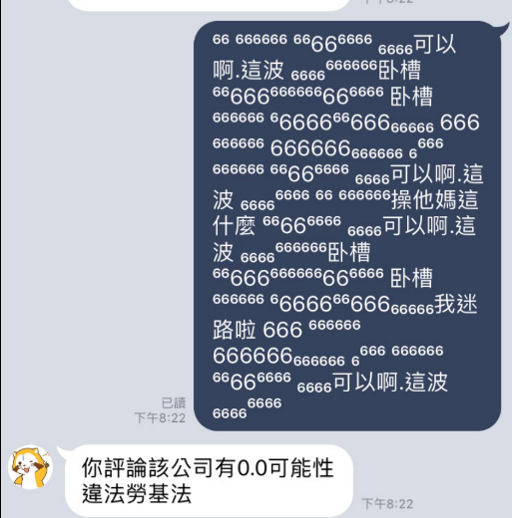 下午8:22
⁶⁶ ⁶⁶⁶⁶⁶⁶ ⁶⁶66⁶⁶⁶⁶ ₆₆₆₆可以
啊.這波 ₆₆₆₆⁶⁶⁶⁶⁶⁶卧槽
⁶⁶666⁶⁶⁶⁶⁶⁶66⁶⁶⁶⁶ 卧槽
⁶⁶⁶⁶⁶⁶ ⁶6666⁶⁶666₆₆₆₆₆ 666
⁶⁶⁶⁶⁶⁶ 666666₆₆₆₆₆₆ ₆⁶⁶⁶
⁶⁶⁶⁶⁶⁶ ⁶⁶66⁶⁶⁶⁶ ₆₆₆₆可以啊.這
波 ₆₆₆₆⁶⁶⁶⁶ ⁶⁶ ⁶⁶⁶⁶⁶⁶操他媽這
什麼 ⁶⁶66⁶⁶⁶⁶ ₆₆₆₆可以啊.這
波 ₆₆₆₆⁶⁶⁶⁶⁶⁶卧槽
⁶⁶666⁶⁶⁶⁶⁶⁶66⁶⁶⁶⁶ 卧槽
⁶⁶⁶⁶⁶⁶ ⁶6666⁶⁶666₆₆₆₆₆我迷
路啦 666 ⁶⁶⁶⁶⁶⁶
666666₆₆₆₆₆₆ ₆⁶⁶⁶ ⁶⁶⁶⁶⁶⁶
⁶⁶66⁶⁶⁶⁶ ₆₆₆₆可以啊.這波
₆₆₆₆⁶⁶⁶⁶
已讀
下午8:22
你評論該公司有0.0可能性
違法勞基法
下午8:22